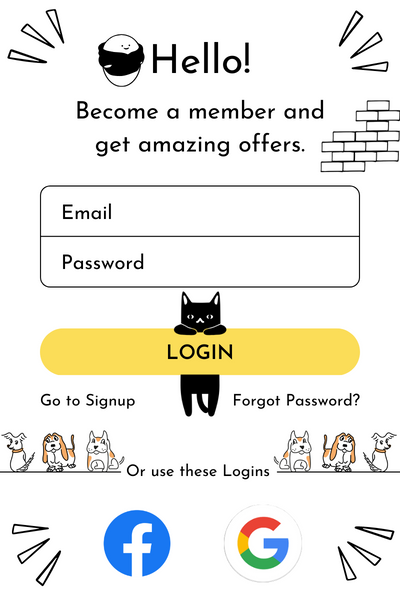 Hello!
Become a member and
get amazing offers.
Email
Password
LOGIN
Go to Signup
Forgot Password?
Or use these Logins